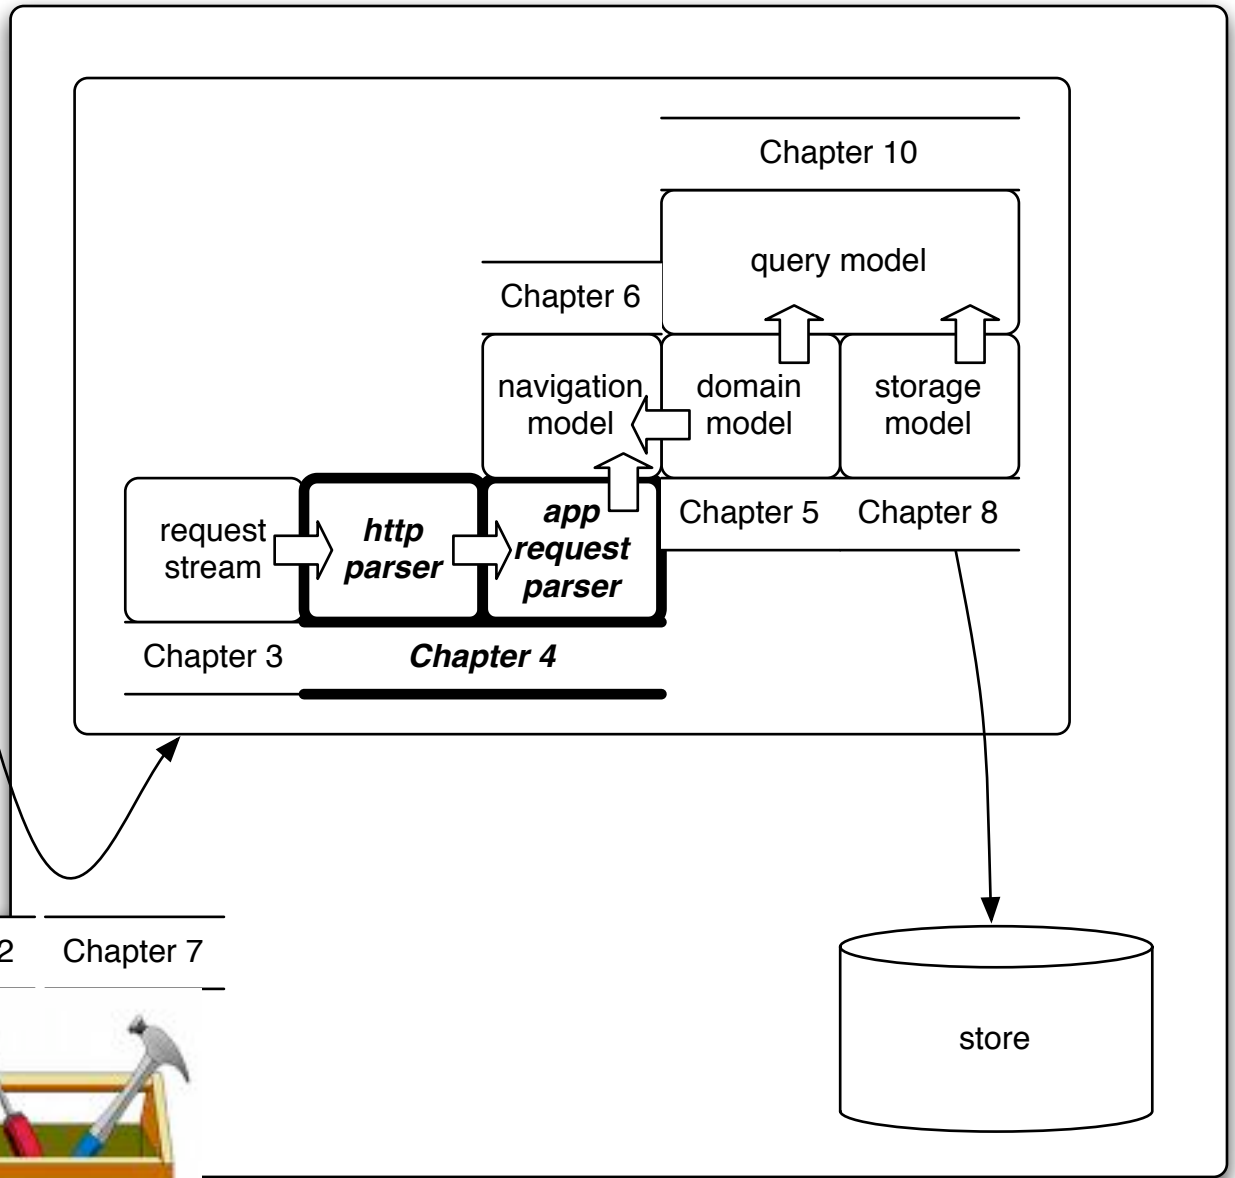 Chapter 10
query model
Chapter 6
navigation
model
domain
model
storage
model
request
stream
http
parser
app
request
parser
Chapter 5
Chapter 8
Chapter 3
Chapter 4
2
Chapter 7
store